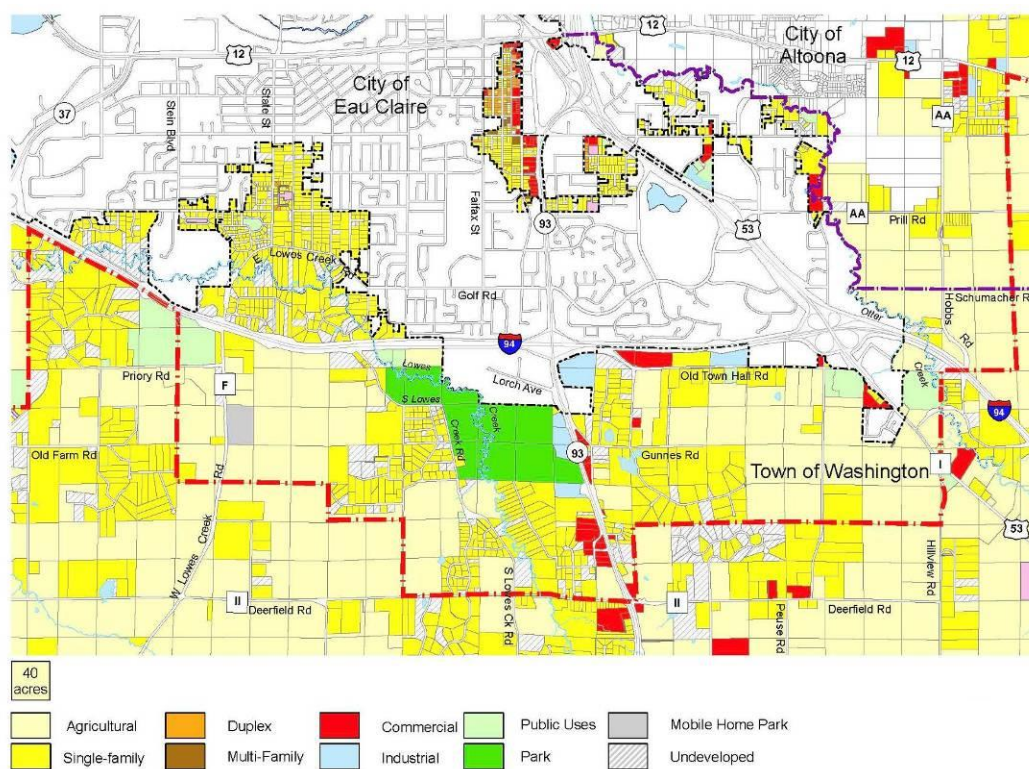 12
City of
Eau Claire
City of
Altoona
12
37
Stein Blvd
State St
Fairfax St
AA
53
93
AA
Prill Rd
E Lowes Creek Rd
Golf Rd
Hobbs Rd
Schumacher R
Otter Creek
94
Priory Rd
F
Lowes Creek
S Lowes Creek Rd
Lorch Ave
Old Town Hall Rd
94
Old Farm Rd
93
Gunnes Rd
Town of Washington
I
53
W Lowes Creek Rd
II
Deerfield Rd
S Lowes Ck Rd
II
Peuse Rd
Deerfield Rd
Hillview Rd
40
acres
Agricultural
Duplex
Commercial
Public Uses
Mobile Home Park
Single-family
Multi-Family
Industrial
Park
Undeveloped